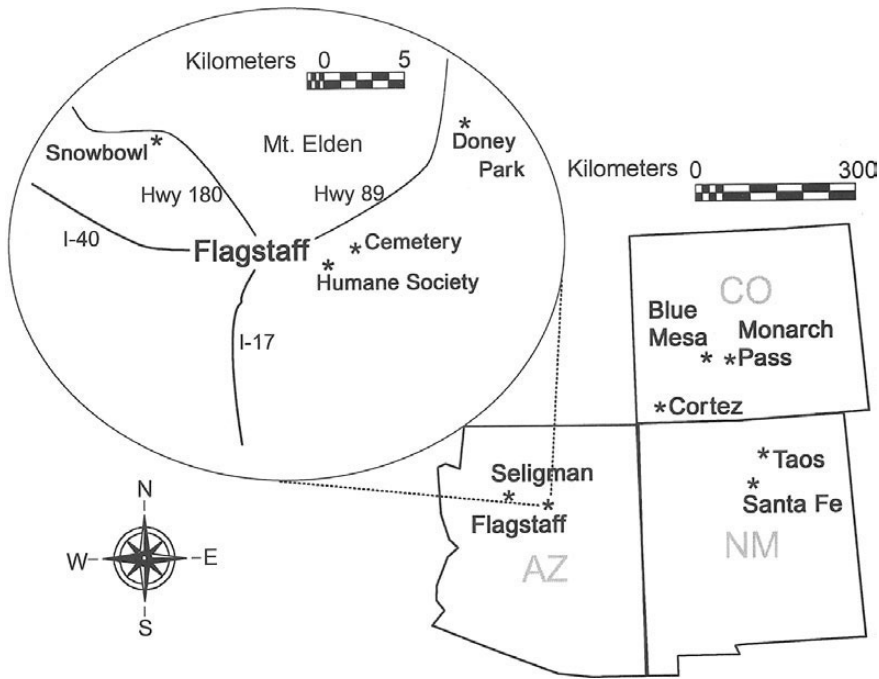 Kilometers 0 5
Snowbowl *
Mt. Elden
* Doney
Park
Hwy 180
Hwy 89
I-40
Flagstaff
* Cemetery
* Humane Society
I-17
Kilometers 0 300
CO
Blue
Mesa *
Monarch
* Pass
* Cortez
Seligman
*
* Flagstaff
AZ
* Taos
*
Santa Fe
NM
N
W
E
S